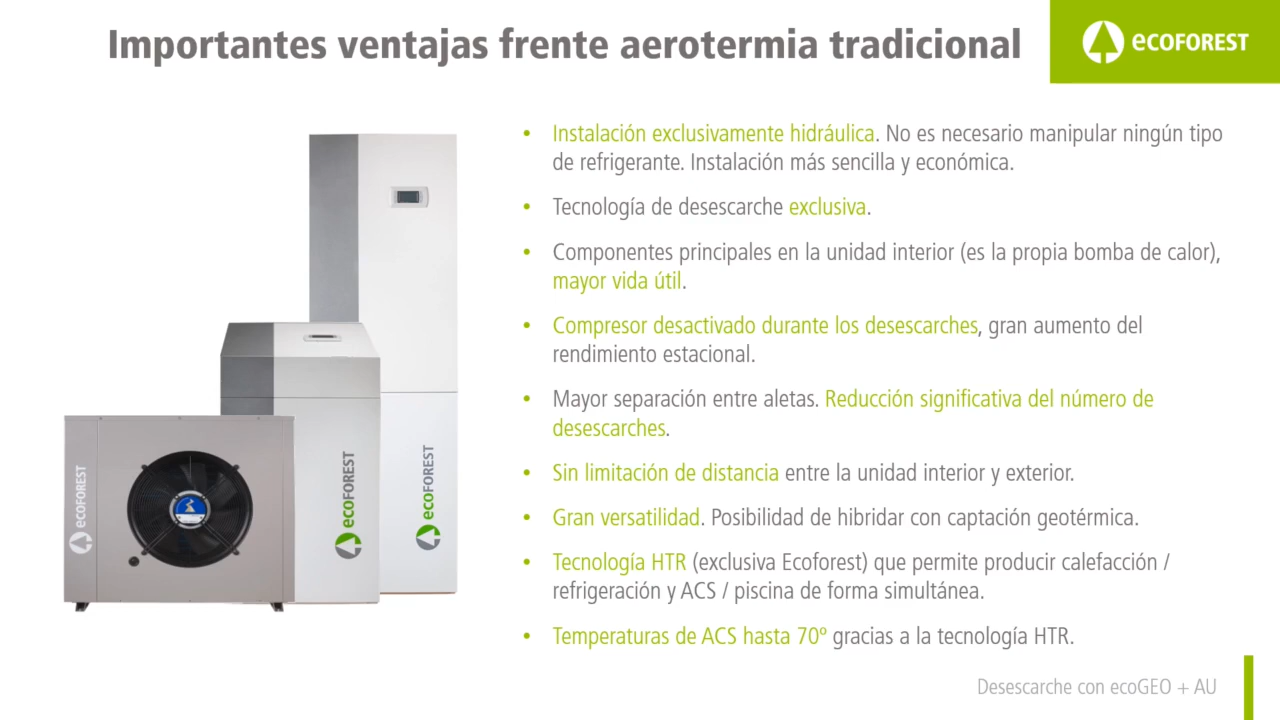 Importantes ventajas frente aerotermia tradicional
ecoFOREST
• Instalación exclusivamente hidráulica. No es necesario manipular ningún tipo
de refrigerante. Instalación más sencilla y económica.
• Tecnología de desescarche exclusiva.
• Componentes principales en la unidad interior (es la propia bomba de calor),
mayor vida útil.
• Compresor desactivado durante los desescarches, gran aumento del
rendimiento estacional.
• Mayor separación entre aletas. Reducción significativa del número de
desescarches.
• Sin limitación de distancia entre la unidad interior y exterior.
• Gran versatilidad. Posibilidad de hibridar con captación geotérmica.
• Tecnología HTR (exclusiva Ecoforest) que permite producir calefacción /
refrigeración y ACS / piscina de forma simultánea.
• Temperaturas de ACS hasta 70º gracias a la tecnología HTR.
ecoFOREST
ecoFOREST
ecoFOREST
Desescarche con ecoGEO + AU